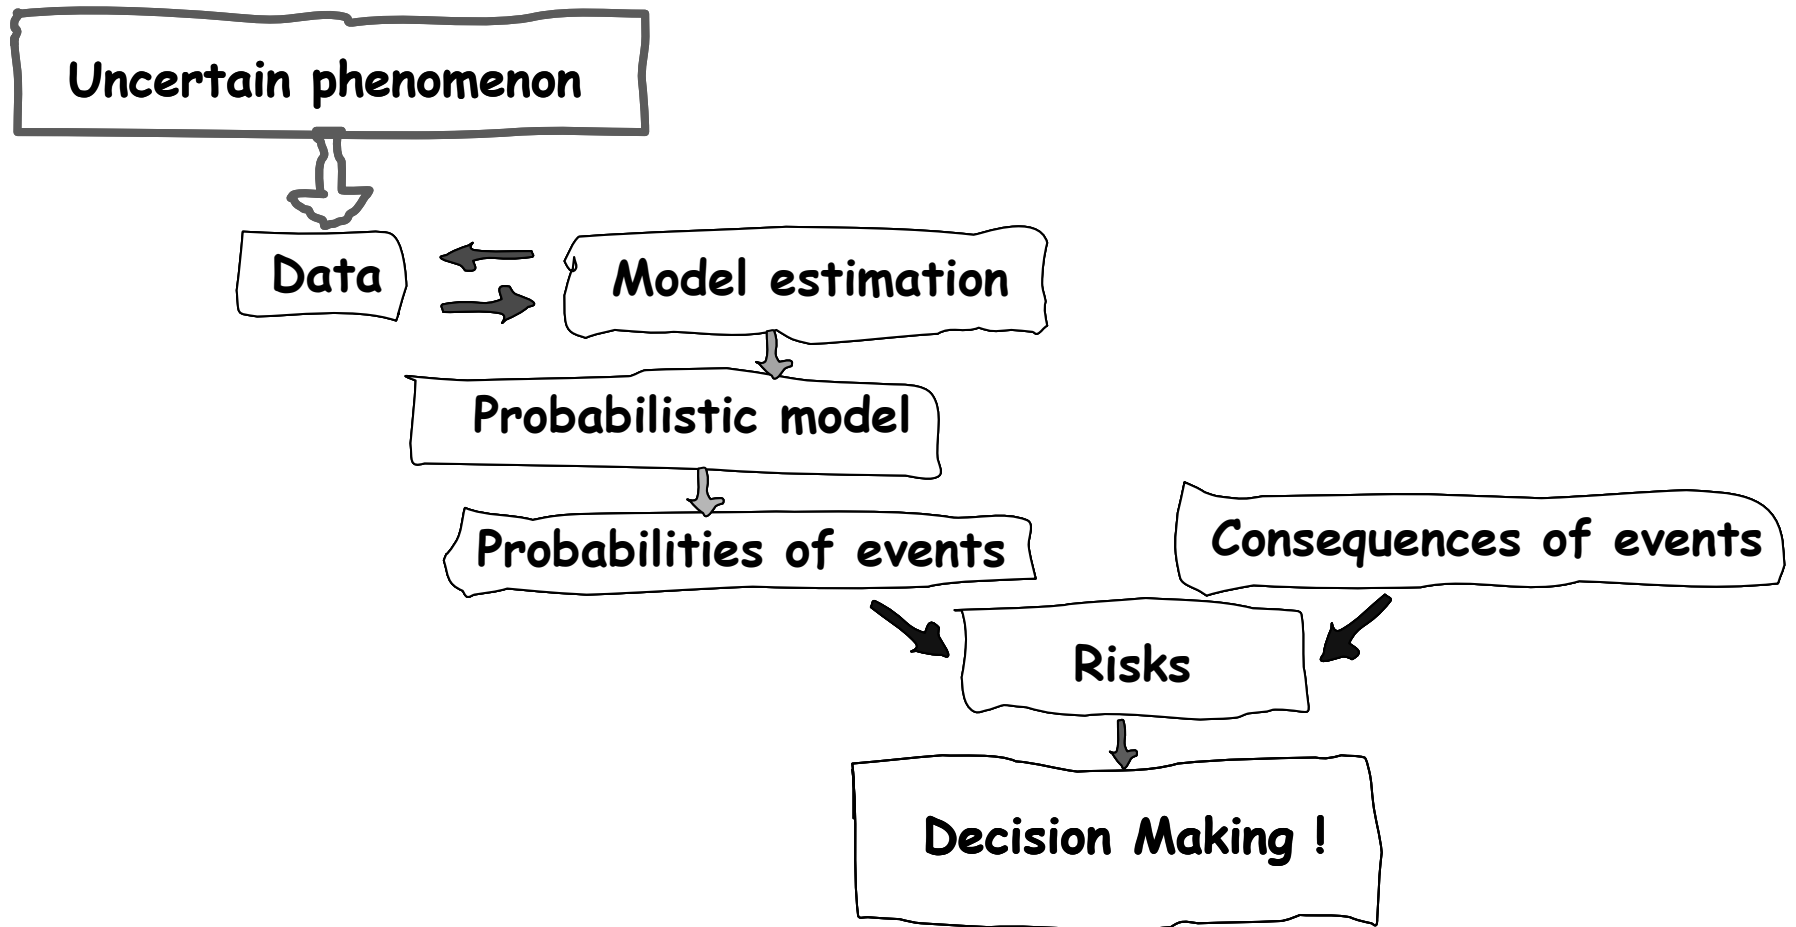 Uncertain phenomenon
Data
Model estimation
Probabilistic model
Probabilities of events
Consequences of events
Risks
Decision Making !